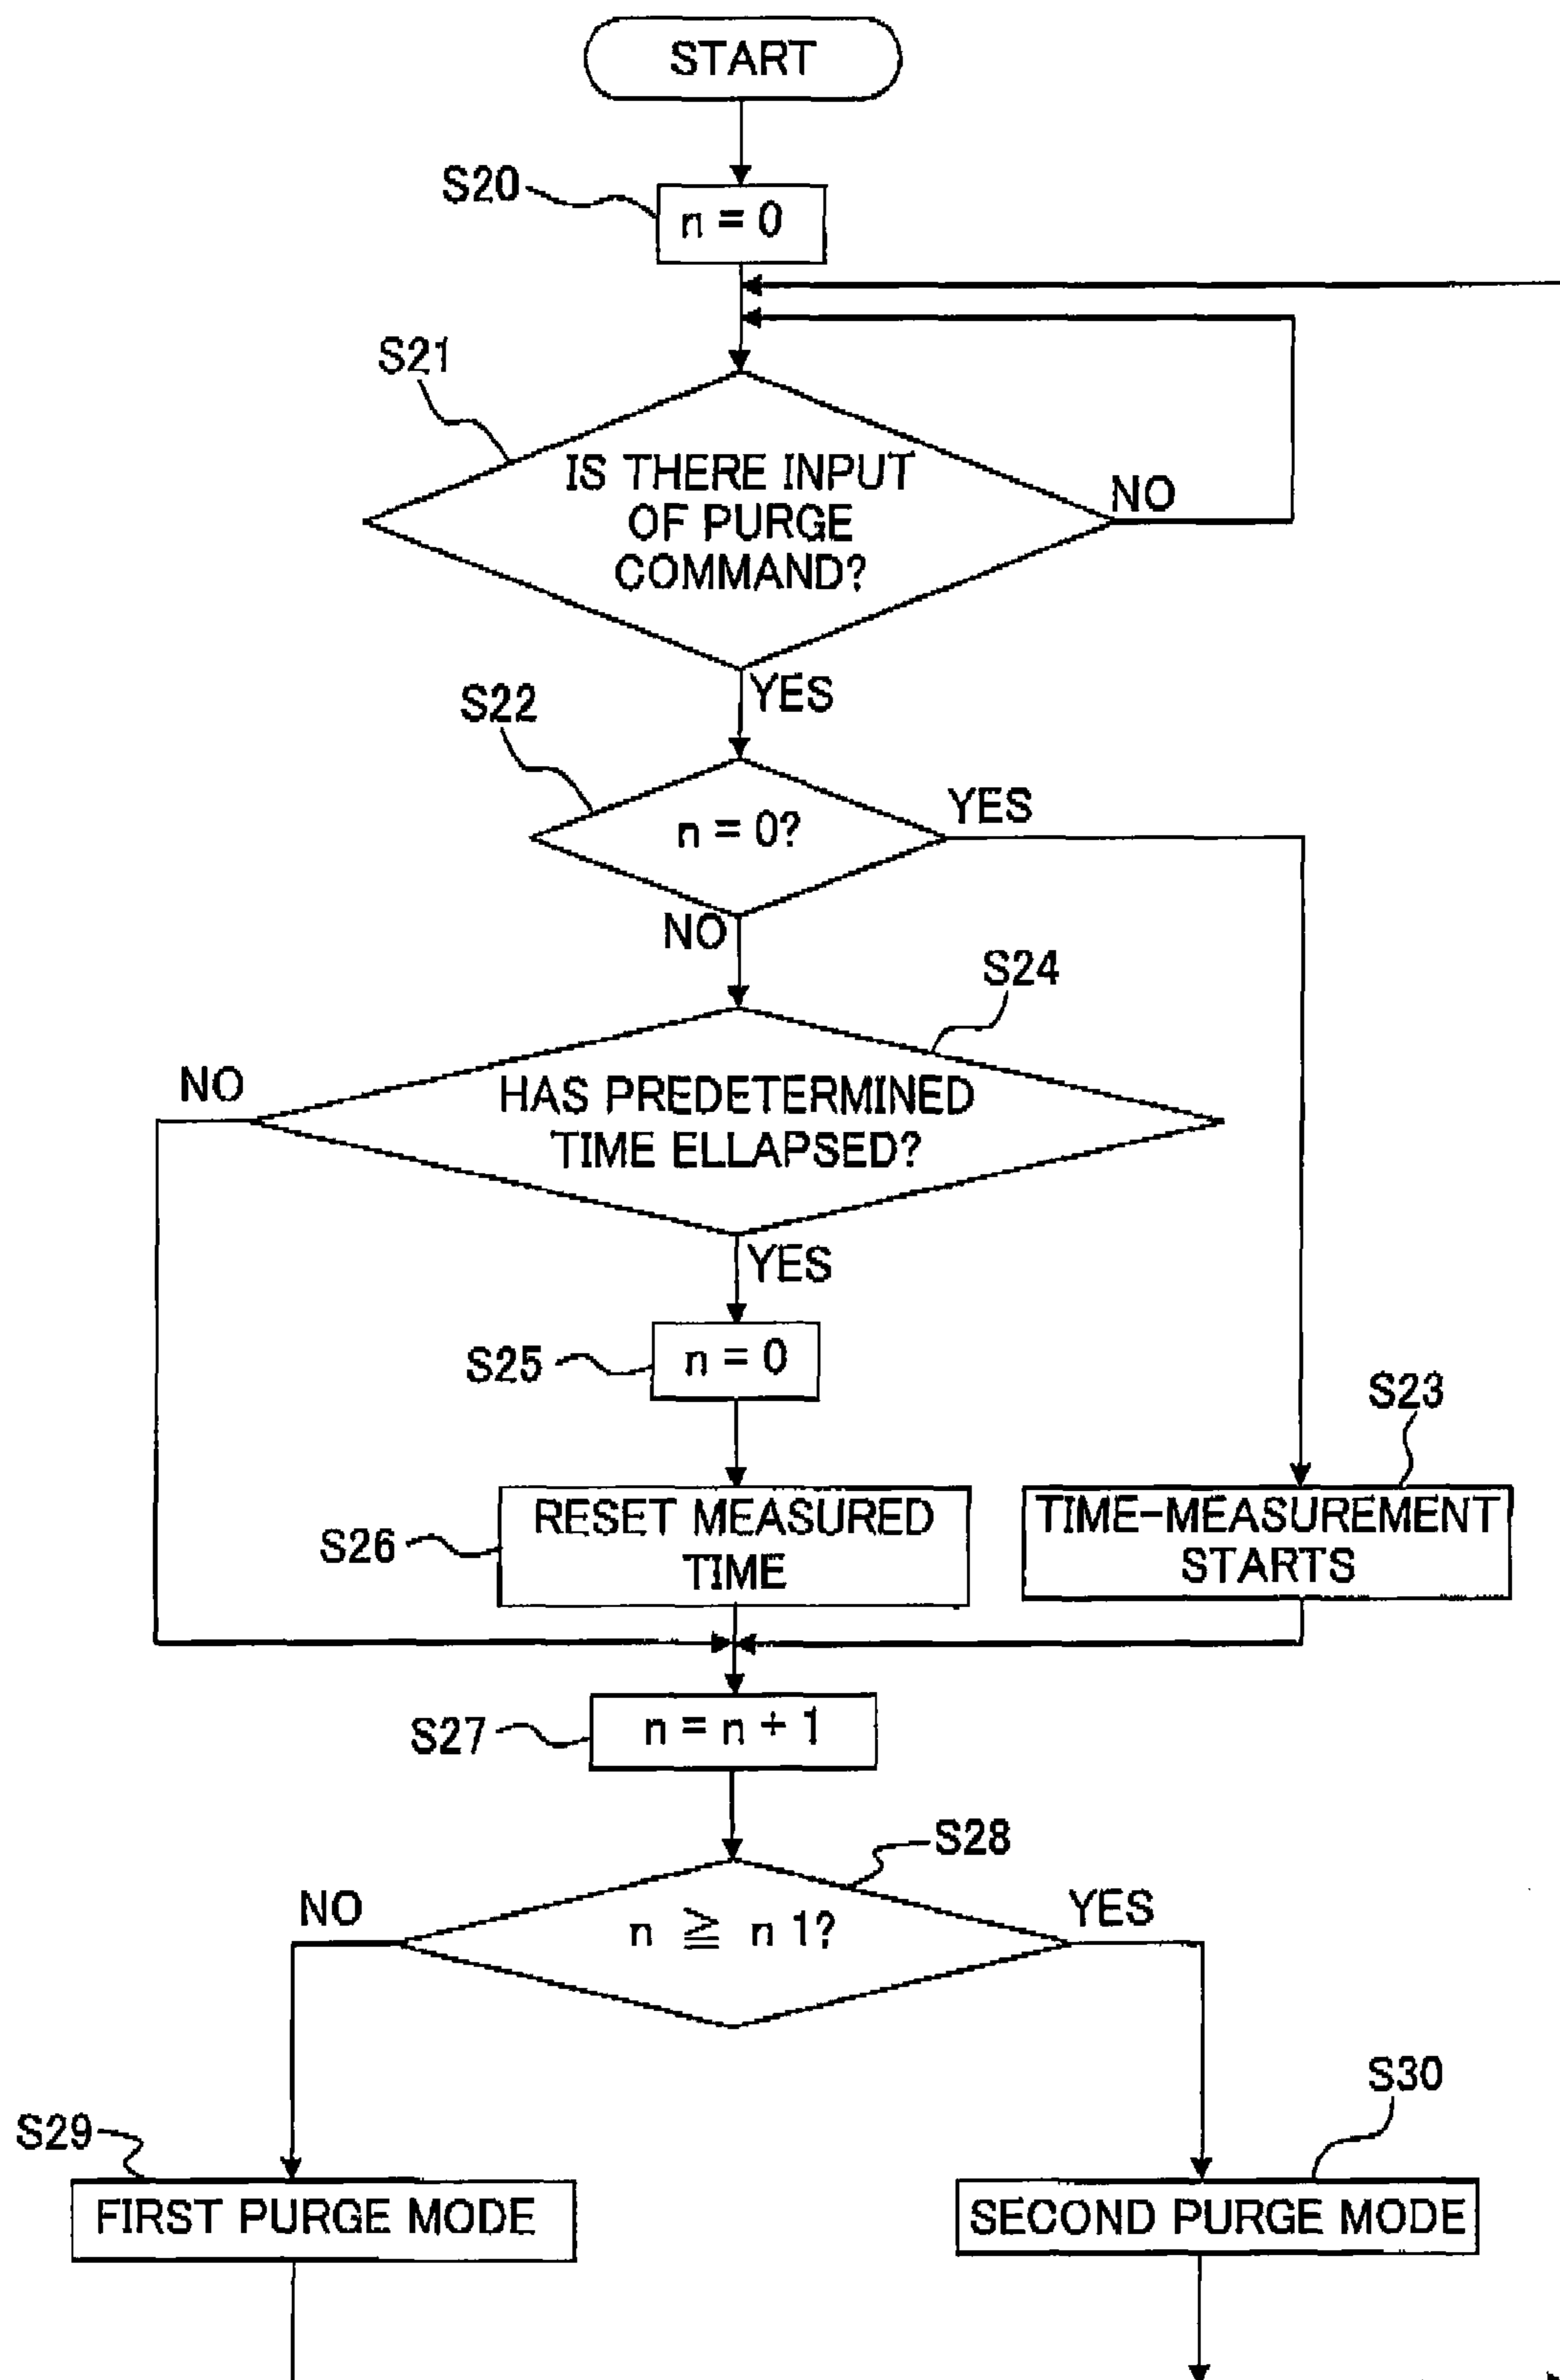 START
S20
n = 0
S21
IS THERE INPUT
OF PURGE
COMMAND?
NO
YES
S22
n = 0?
YES
NO
S24
NO
HAS PREDETERMINED
TIME ELLAPSED?
YES
S25
n = 0
S23
S26
RESET MEASURED
TIME
TIME-MEASUREMENT
STARTS
S27
n = n + 1
S28
NO
n ≧ n 1?
YES
S30
S29
FIRST PURGE MODE
SECOND PURGE MODE